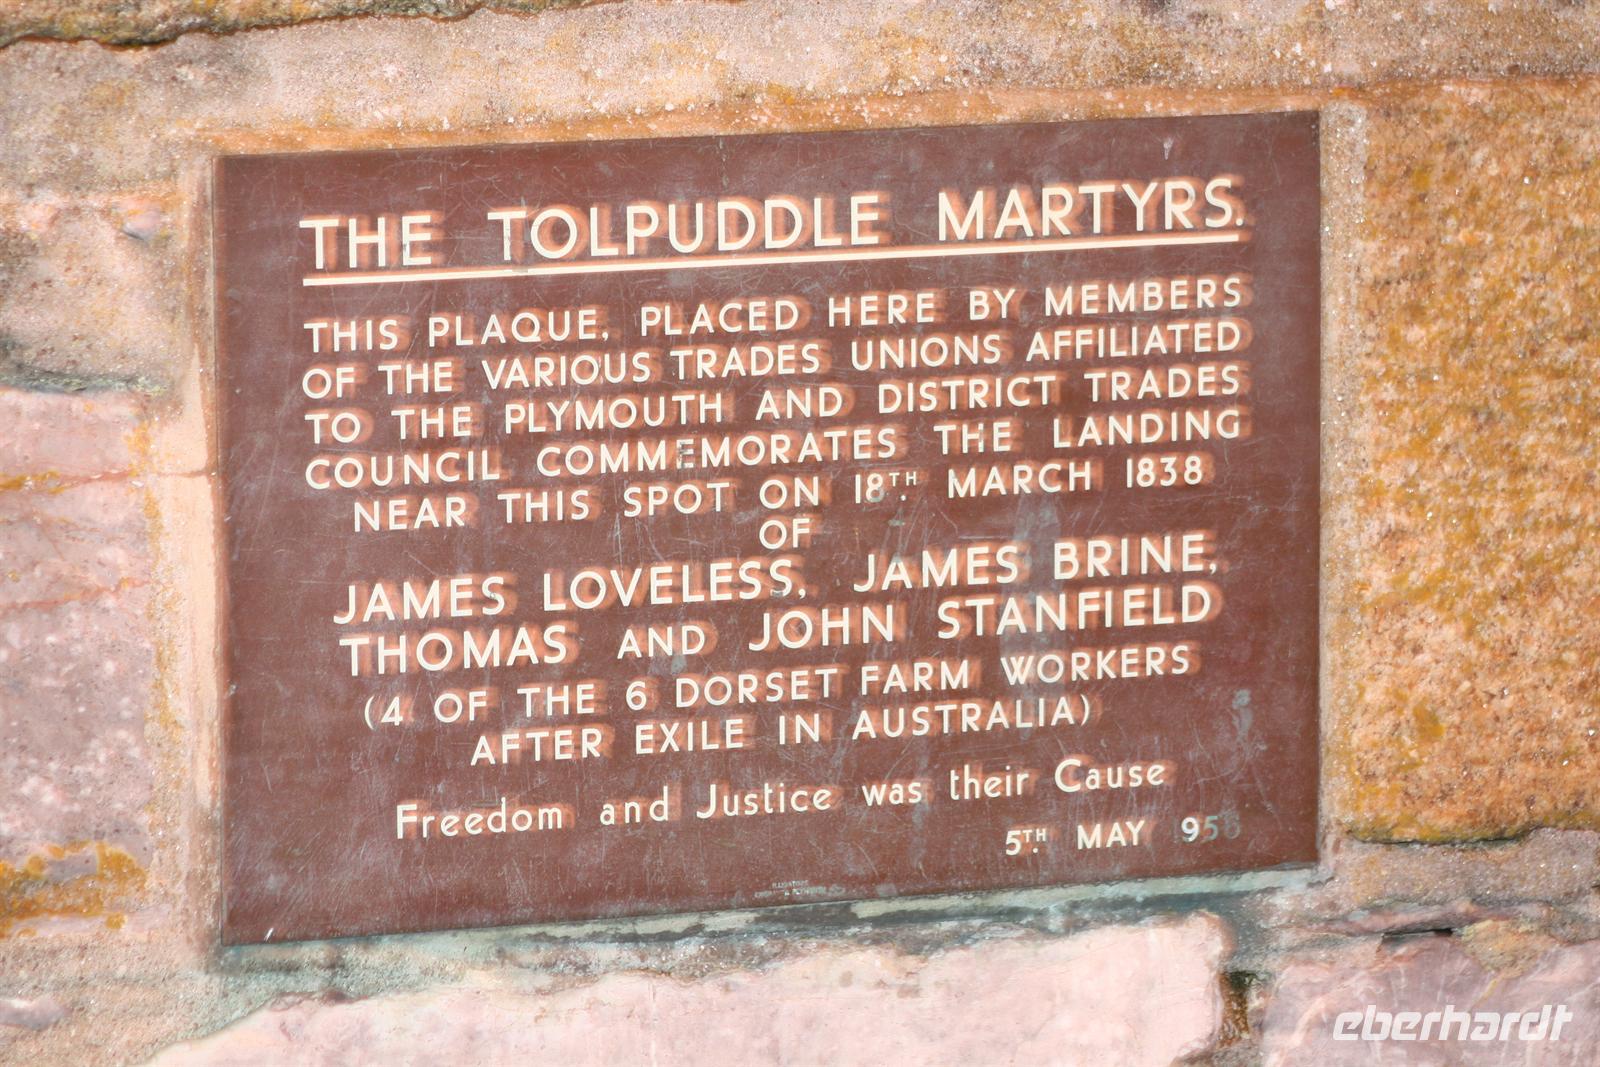 THE TOLPUDDLE MARTYRS.
THIS PLAQUE, PLACED HERE BY MEMBERS
OF THE VARIOUS TRADES UNIONS AFFILIATED
TO THE PLYMOUTH AND DISTRICT TRADES
COUNCIL COMMEMORATES THE LANDING
NEAR THIS SPOT ON 18TH. MARCH 1838
OF
JAMES LOVELESS, JAMES BRINE,
THOMAS AND JOHN STANFIELD
(4 OF THE 6 DORSET FARM WORKERS
AFTER EXILE IN AUSTRALIA)
Freedom and Justice was their Cause
5TH. MAY
eberhardt